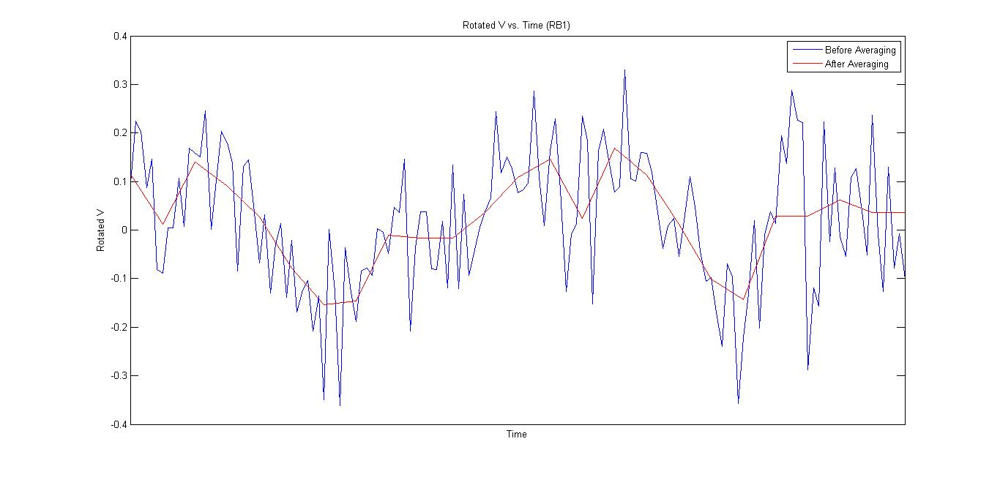 Rotated V vs. Time (RB1)
0.4
0.3
0.2
0.1
0
-0.1
-0.2
-0.3
-0.4
Rotated V
Time
Before Averaging
After Averaging